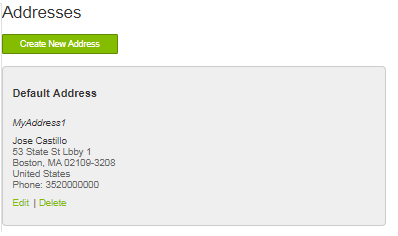 Addresses
Create New Address
Default Address
MyAddress1
Jose Castillo
53 State St Lbby 1
Boston, MA 02109-3208
United States
Phone: 3520000000
Edit | Delete